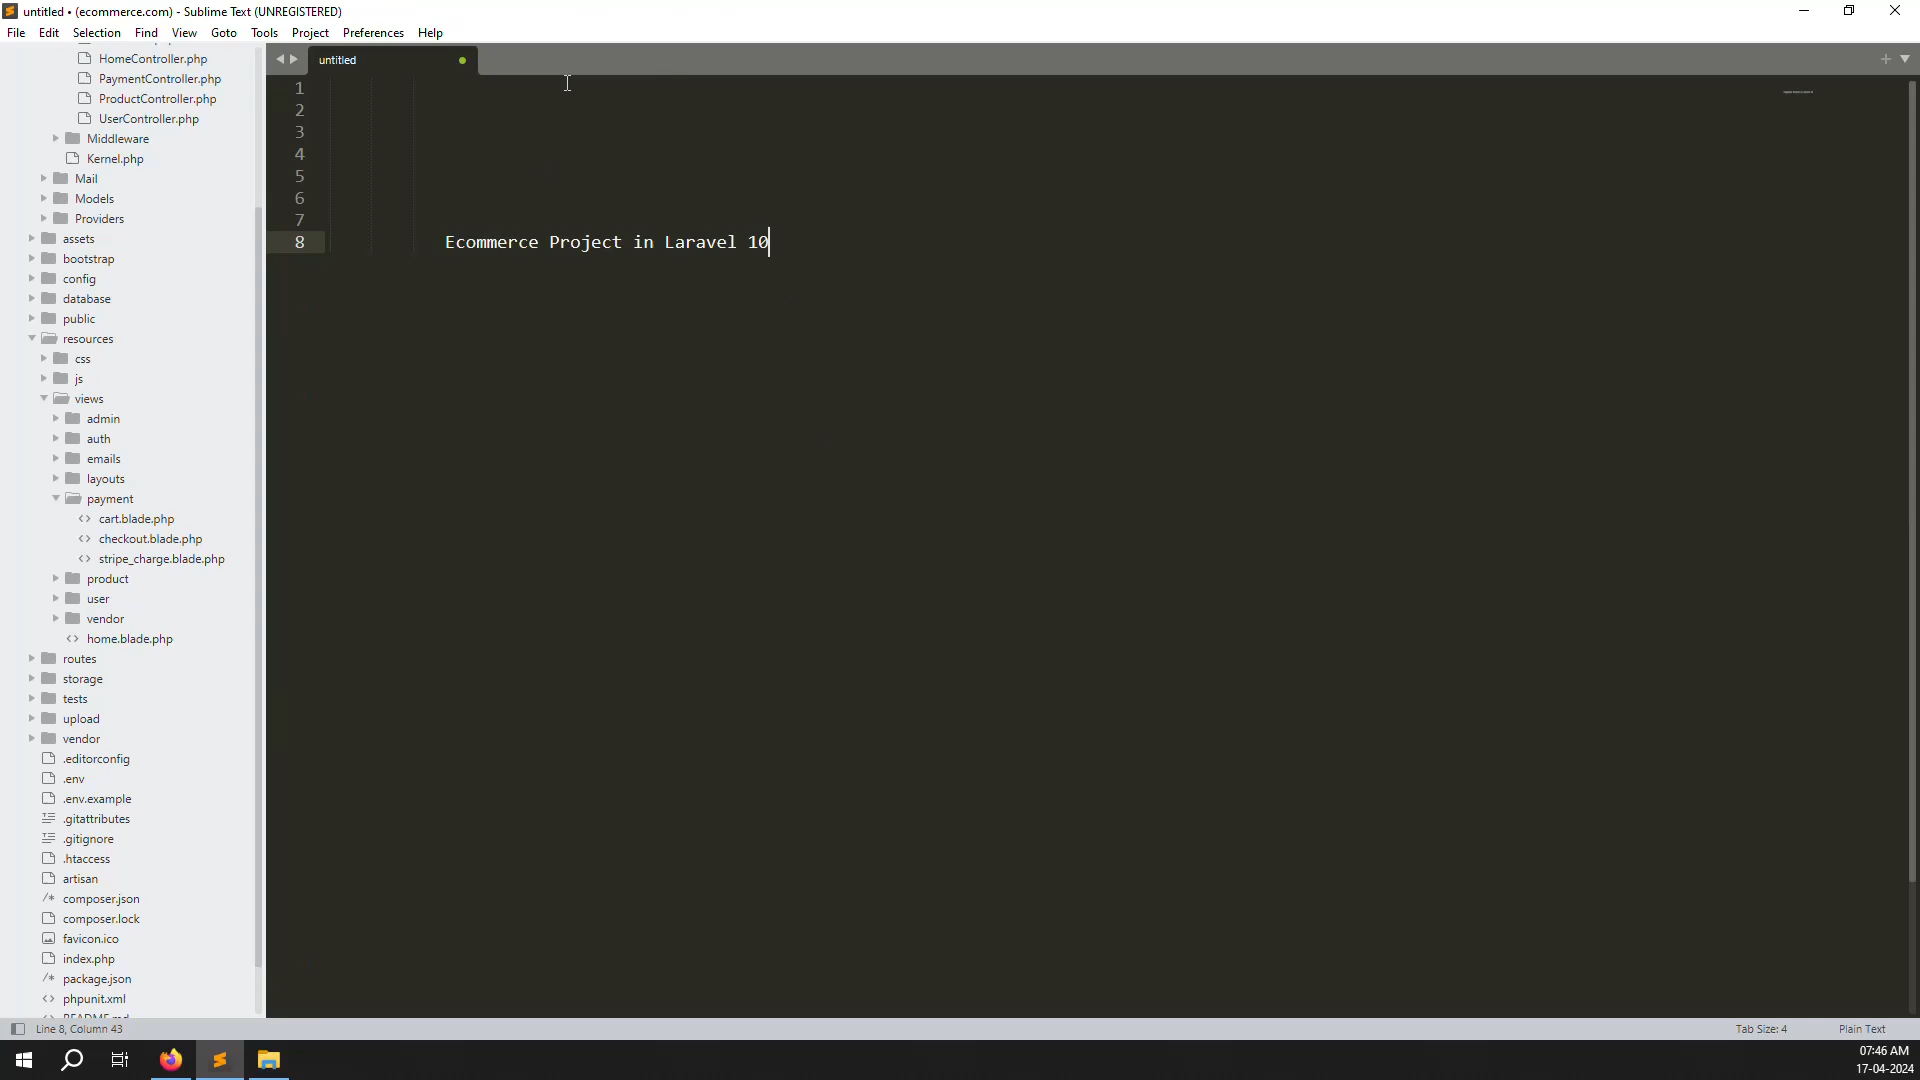 untitled • (ecommerce.com) - Sublime Text (UNREGISTERED)
File Edit Selection Find View Goto Tools Project Preferences Help
HomeController.php
PaymentController.php
ProductController.php
UserController.php
Middleware
Kernel.php
Mail
Models
Providers
assets
bootstrap
config
database
public
resources
css
js
views
admin
auth
emails
layouts
payment
cart.blade.php
checkout.blade.php
stripe_charge.blade.php
product
user
vendor
home.blade.php
routes
storage
tests
upload
vendor
.editorconfig
.env
.env.example
.gitattributes
.gitignore
.htaccess
artisan
composer.json
composer.lock
favicon.ico
index.php
package.json
phpunit.xml
untitled
1
2
3
4
5
6
7
8 Ecommerce Project in Laravel 10
Line 8, Column 43
Tab Size: 4
Plain Text
07:46 AM
17-04-2024